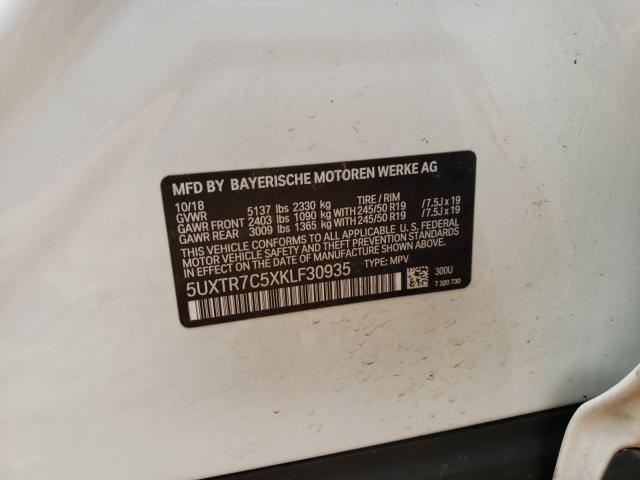 MFD BY BAYERISCHE MOTOREN WERKE AG
10/18 TIRE / RIM
GVWR 5137 lbs 2330 kg
GAWR FRONT 2403 lbs 1090 kg WITH 245/50 R19 /7.5J x 19
GAWR REAR 3009 lbs 1365 kg WITH 245/50 R19 /7.5J x 19
THIS VEHICLE CONFORMS TO ALL APPLICABLE U. S. FEDERAL
MOTOR VEHICLE SAFETY, BUMPER, AND THEFT PREVENTION
STANDARDS IN EFFECT ON THE DATE OF MANUFACTURE SHOWN ABOVE.
5UXTR7C5XKLF30935 TYPE: MPV
300U
7 320 730